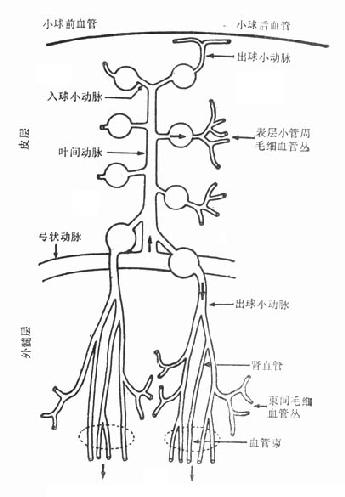 小球前血管
小球后血管
出球小动脉
入球小动脉
表层小管周
毛细血管丛
皮层
叶间动脉
弓状动脉
出球小动脉
外髓层
肾血管
束间毛细
血管丛
血管束